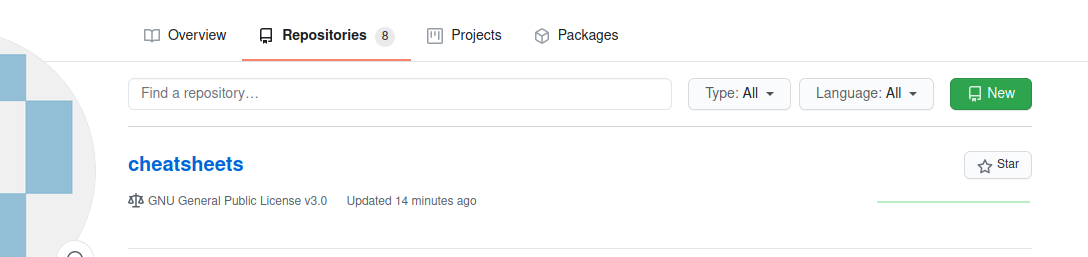 Overview Repositories 8 Projects Packages
Find a repository… Type: All Language: All New
cheatsheets Star
GNU General Public License v3.0 Updated 14 minutes ago